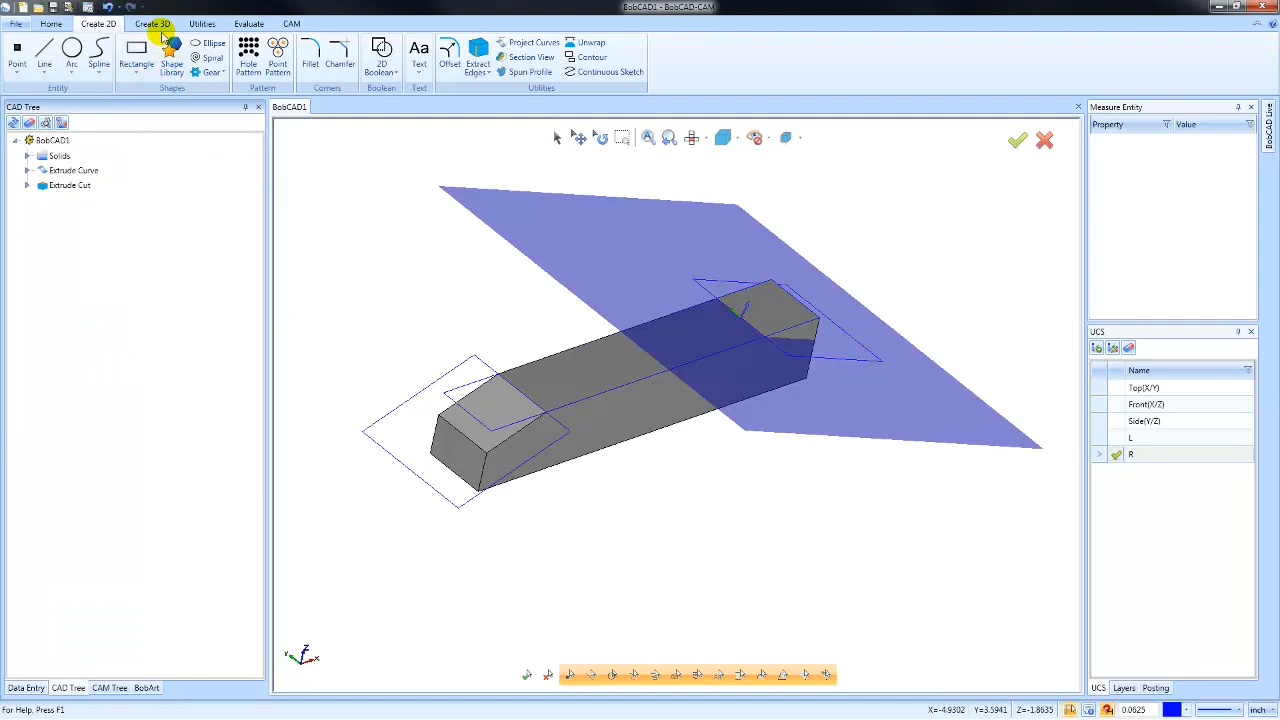 BobCAD1 - BobCAD-CAM
File Home Create 2D Create 3D Utilities Evaluate CAM
Point Line Arc Spline Rectangle Shape Library Ellipse Spiral Gear Hole Pattern Point Pattern Fillet Chamfer 2D Boolean Text Offset Extract Edges Project Curves Section View Spun Profile Unwrap Contour Continuous Sketch
Entity Shapes Pattern Corners Boolean Text Utilities
CAD Tree
BobCAD1
Solids
Extrude Curve
Extrude Cut
Data Entry CAD Tree CAM Tree BobArt
BobCAD1
Y X Z
Measure Entity
Property Value
BobCAD Live
UCS
Name
Top(X/Y)
Front(X/Z)
Side(Y/Z)
L
R
UCS Layers Posting
For Help, Press F1
X=-4.9302 Y=3.5941 Z=-1.8635 0.0625 inch